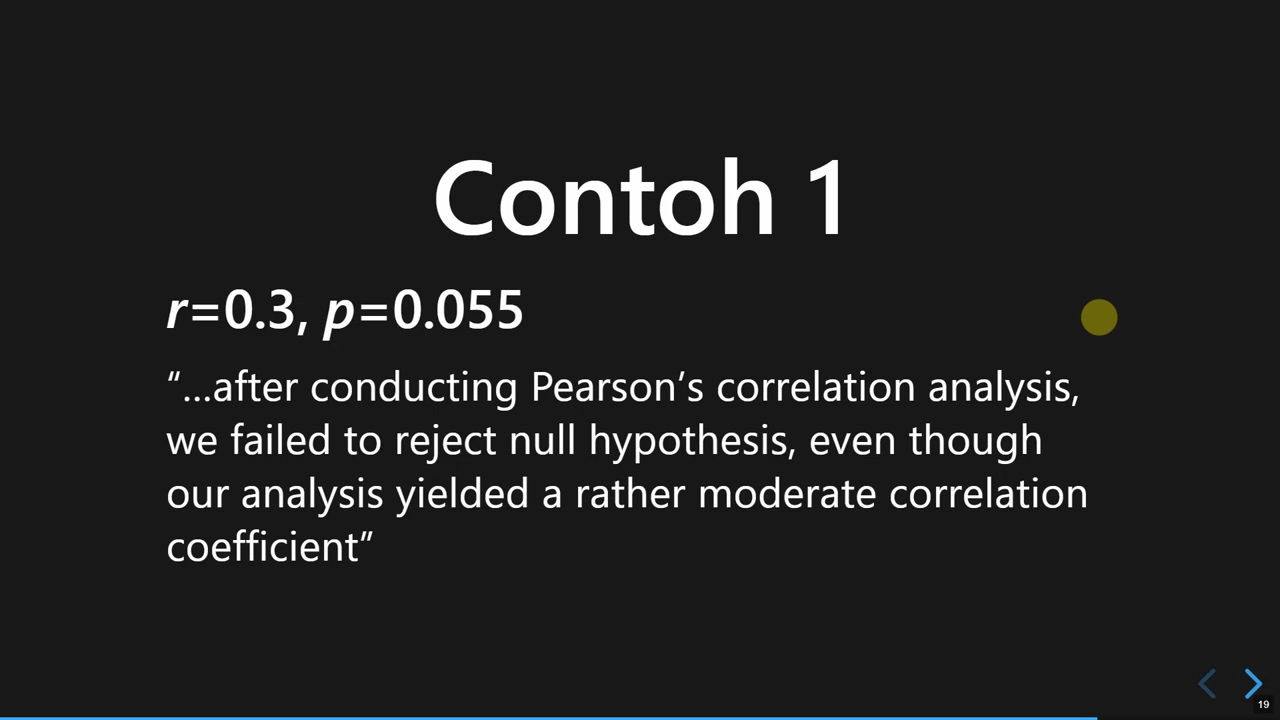 Contoh 1
r=0.3, p=0.055
“…after conducting Pearson’s correlation analysis,
we failed to reject null hypothesis, even though
our analysis yielded a rather moderate correlation
coefficient”
19